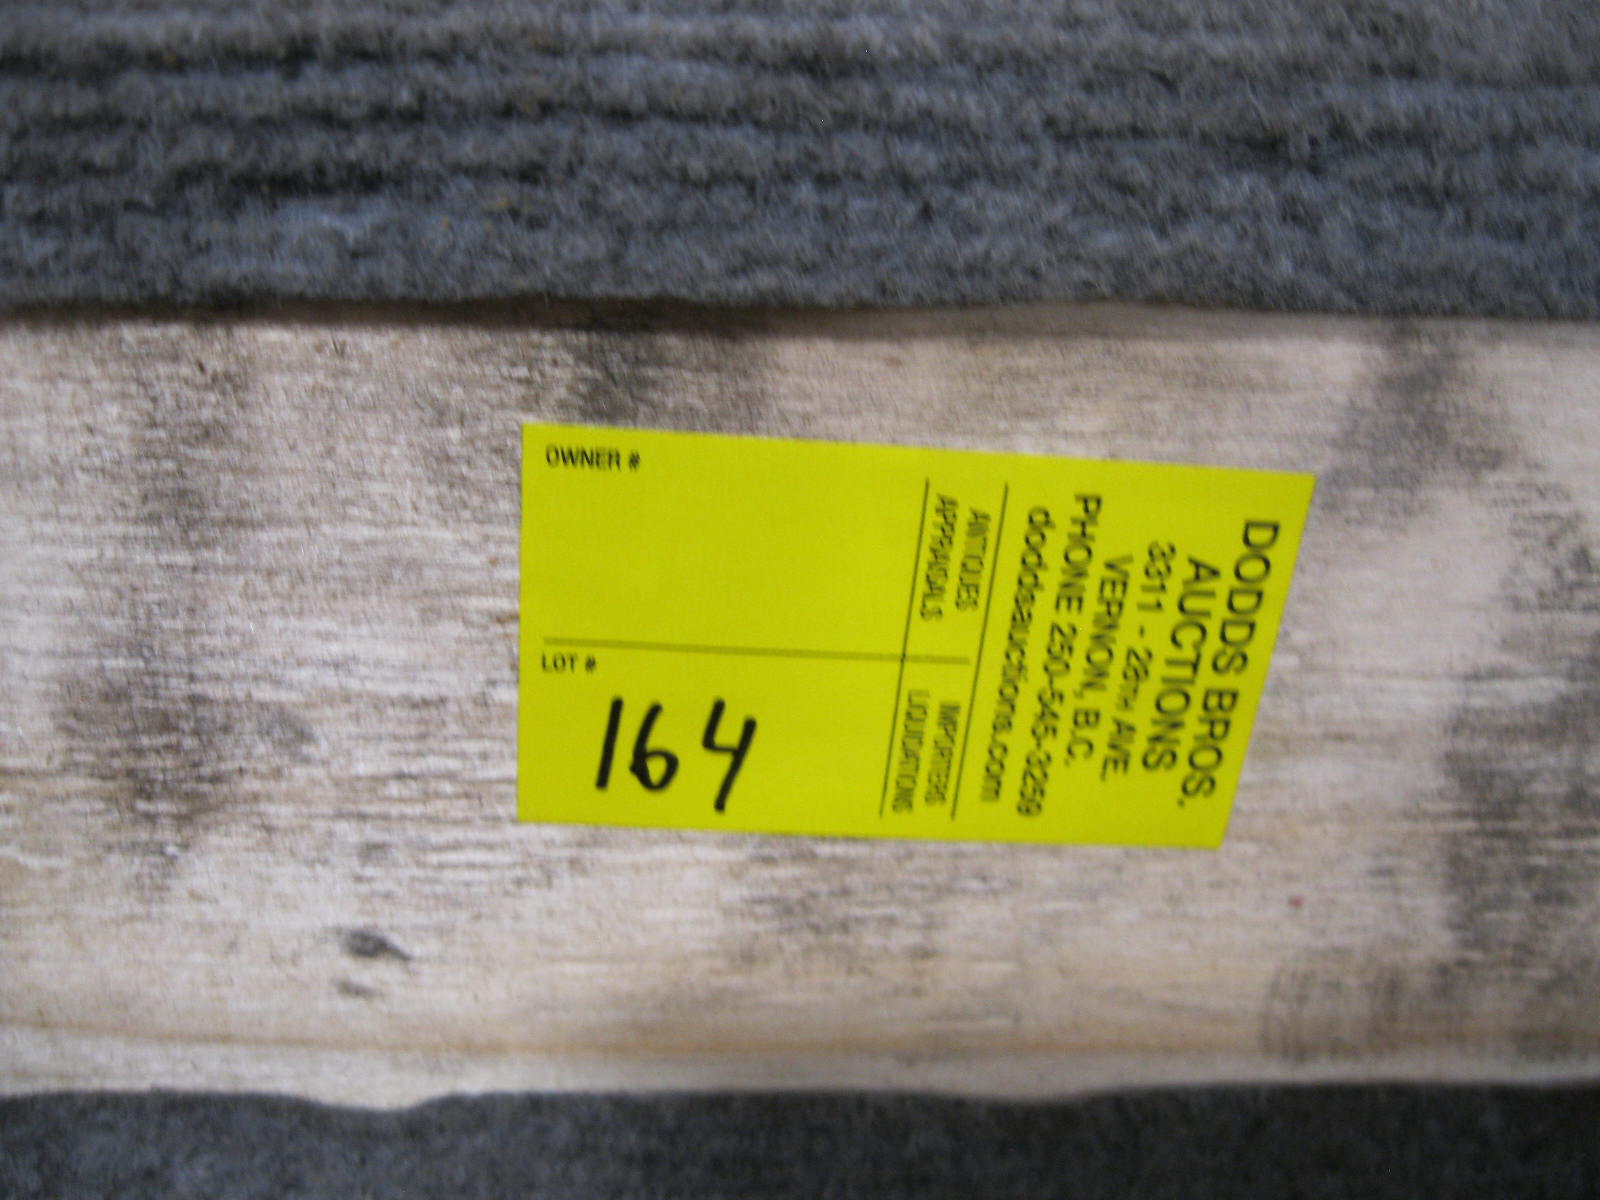 OWNER #
LOT #
164
DODDS BROS.
AUCTIONS
3311 - 28TH AVE.
VERNON, B.C.
PHONE 250-545-3259
doddsauctions.com
ANTIQUES IMPORTERS
APPRAISALS LIQUIDATIONS